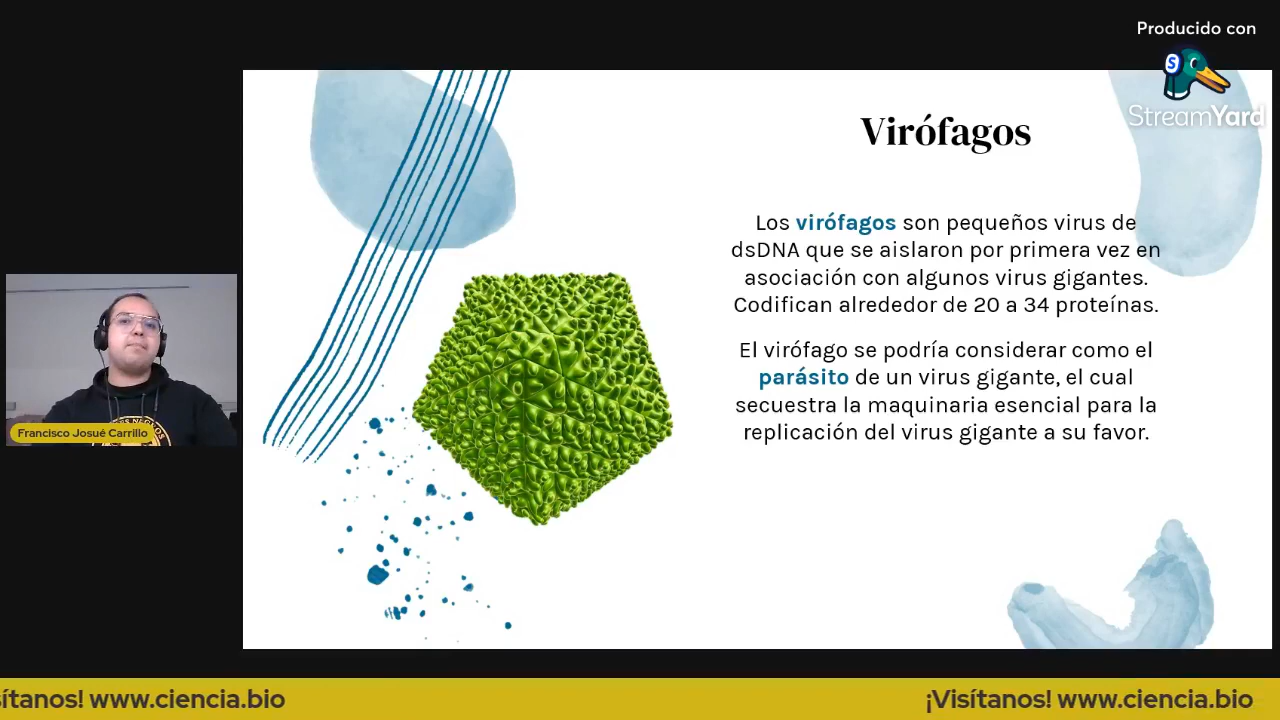 Producido con
StreamYard
Virófagos
Los virófagos son pequeños virus de
dsDNA que se aislaron por primera vez en
asociación con algunos virus gigantes.
Codifican alrededor de 20 a 34 proteínas.
El virófago se podría considerar como el
parásito de un virus gigante, el cual
secuestra la maquinaria esencial para la
replicación del virus gigante a su favor.
Francisco Josué Carrillo
sítanos! www.ciencia.bio
¡Visítanos! www.ciencia.bio